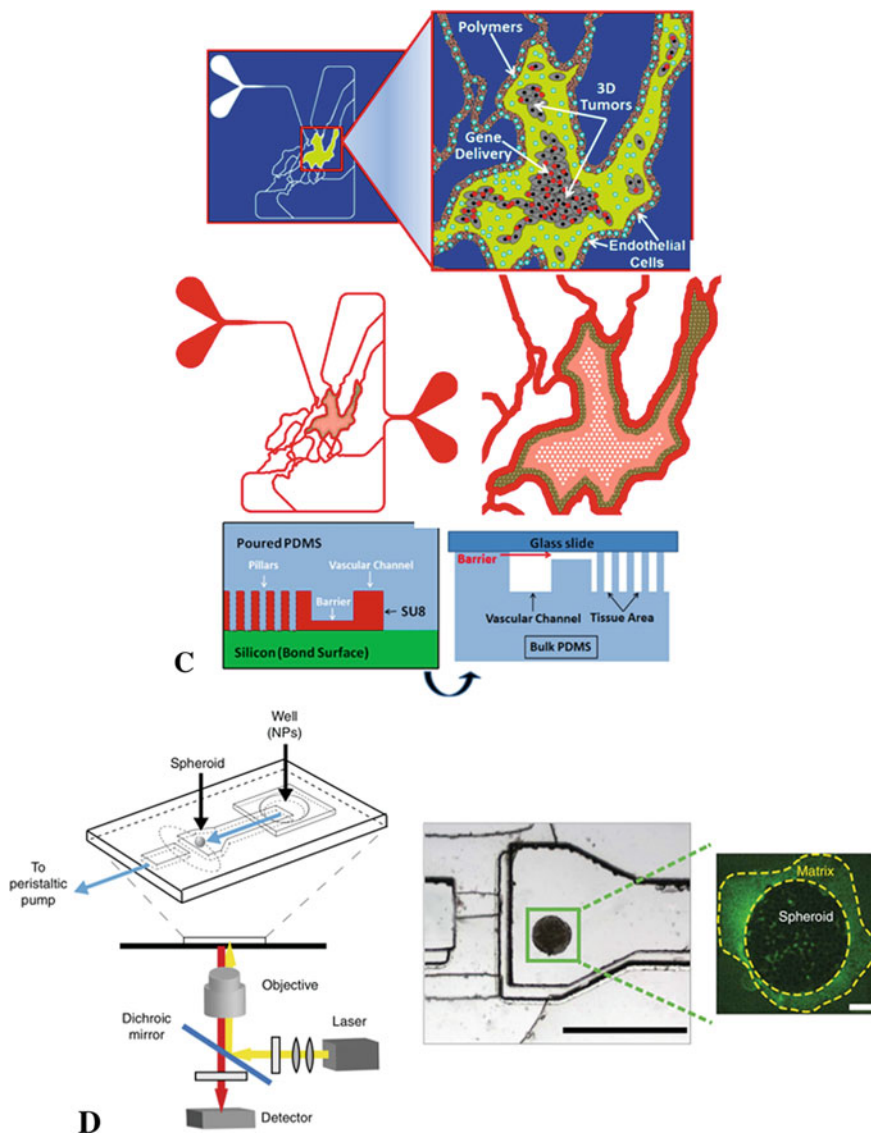 Polymers
3D
Tumors
Gene
Delivery
Endothelial
Cells
Poured PDMS
Pillars
Vascular Channel
Barrier
SU8
Silicon (Bond Surface)
Glass slide
Barrier
Vascular Channel
Tissue Area
Bulk PDMS
C
Well
(NPs)
Spheroid
To
peristaltic
pump
Objective
Dichroic
mirror
Laser
Detector
Matrix
Spheroid
D